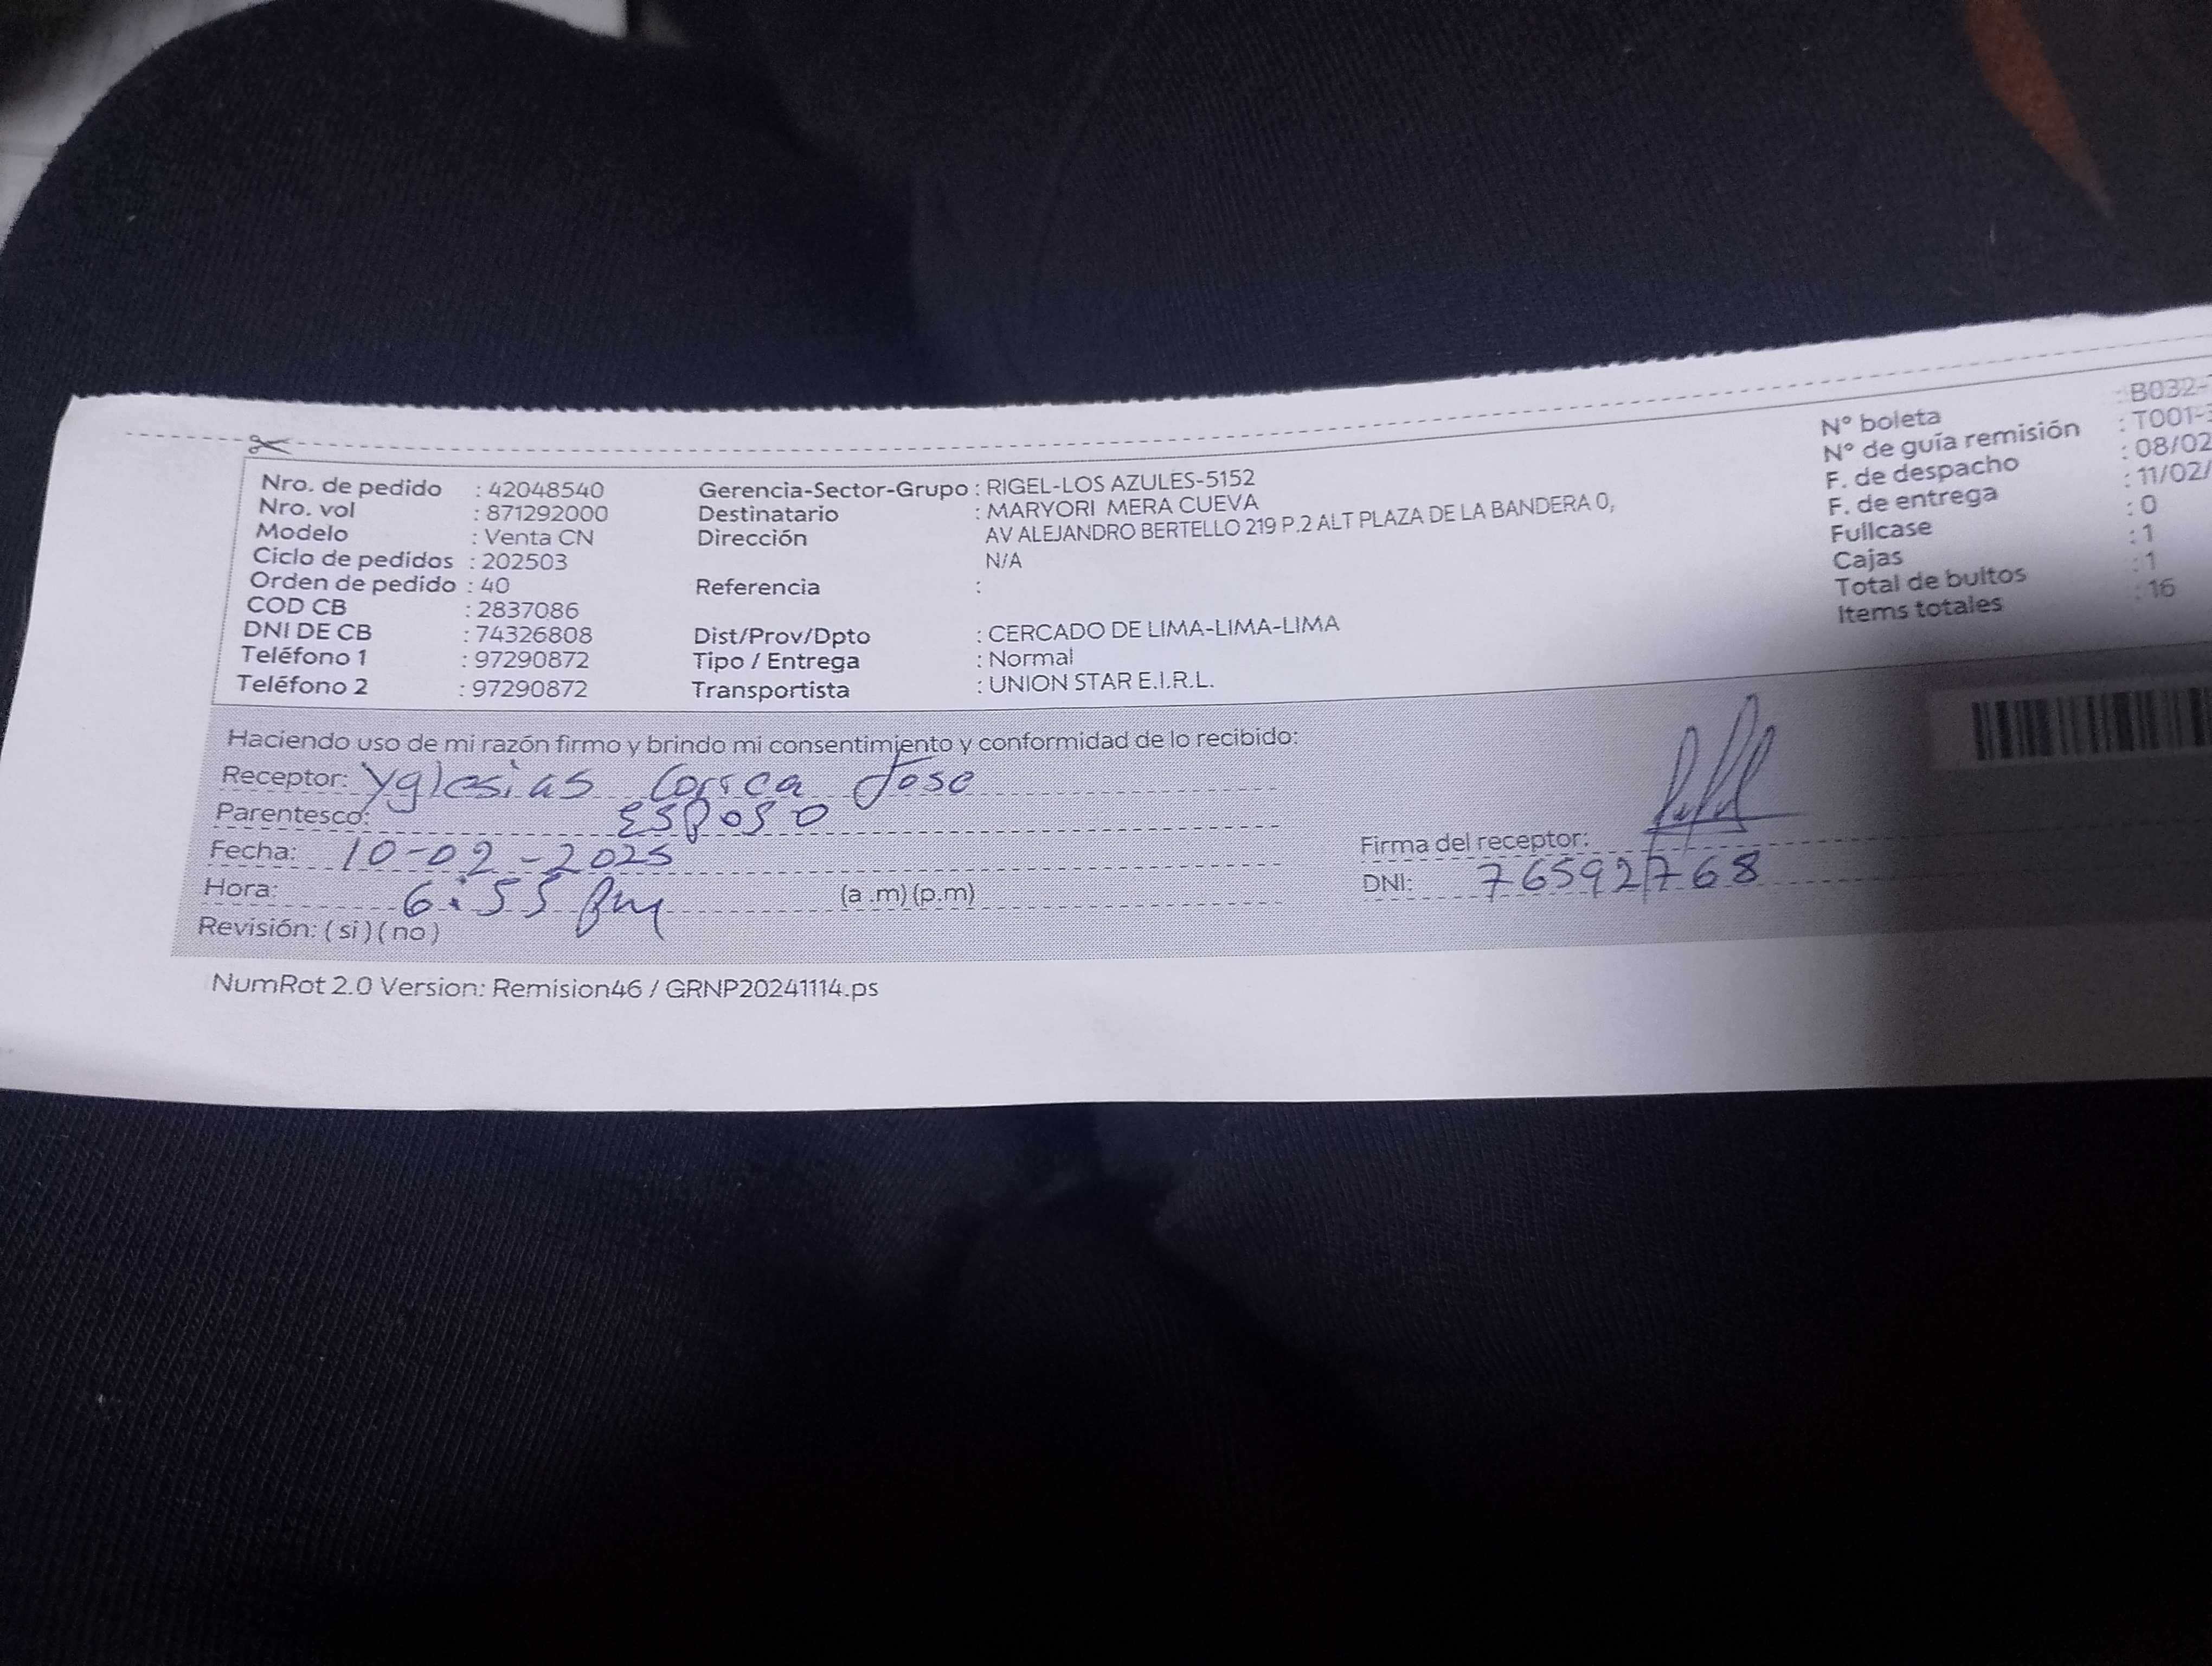 Nro. de pedido : 42048540
Nro. vol : 871292000
Modelo : Venta CN
Ciclo de pedidos : 202503
Orden de pedido : 40
COD CB : 2837086
DNI DE CB : 74326808
Teléfono 1 : 97290872
Teléfono 2 : 97290872
Gerencia-Sector-Grupo : RIGEL-LOS AZULES-5152
Destinatario : MARYORI MERA CUEVA
Dirección AV ALEJANDRO BERTELLO 219 P.2 ALT PLAZA DE LA BANDERA 0,
N/A
Referencia :
Dist/Prov/Dpto : CERCADO DE LIMA-LIMA-LIMA
Tipo / Entrega : Normal
Transportista : UNION STAR E.I.R.L.
N° boleta : B032-
N° de guía remisión : T001-
F. de despacho : 08/02
F. de entrega : 11/02/
Fullcase : 0
Cajas : 1
Total de bultos : 1
Items totales : 16
Haciendo uso de mi razón firmo y brindo mi consentimiento y conformidad de lo recibido:
Receptor: Yglesias Correa Jose
Parentesco: ESPOSO
Fecha: 10-02-2025
Hora: 6:55 pm (a .m) (p.m)
Revisión: ( si ) ( no )
Firma del receptor:
DNI: 76592768
NumRot 2.0 Version: Remision46 / GRNP20241114.ps